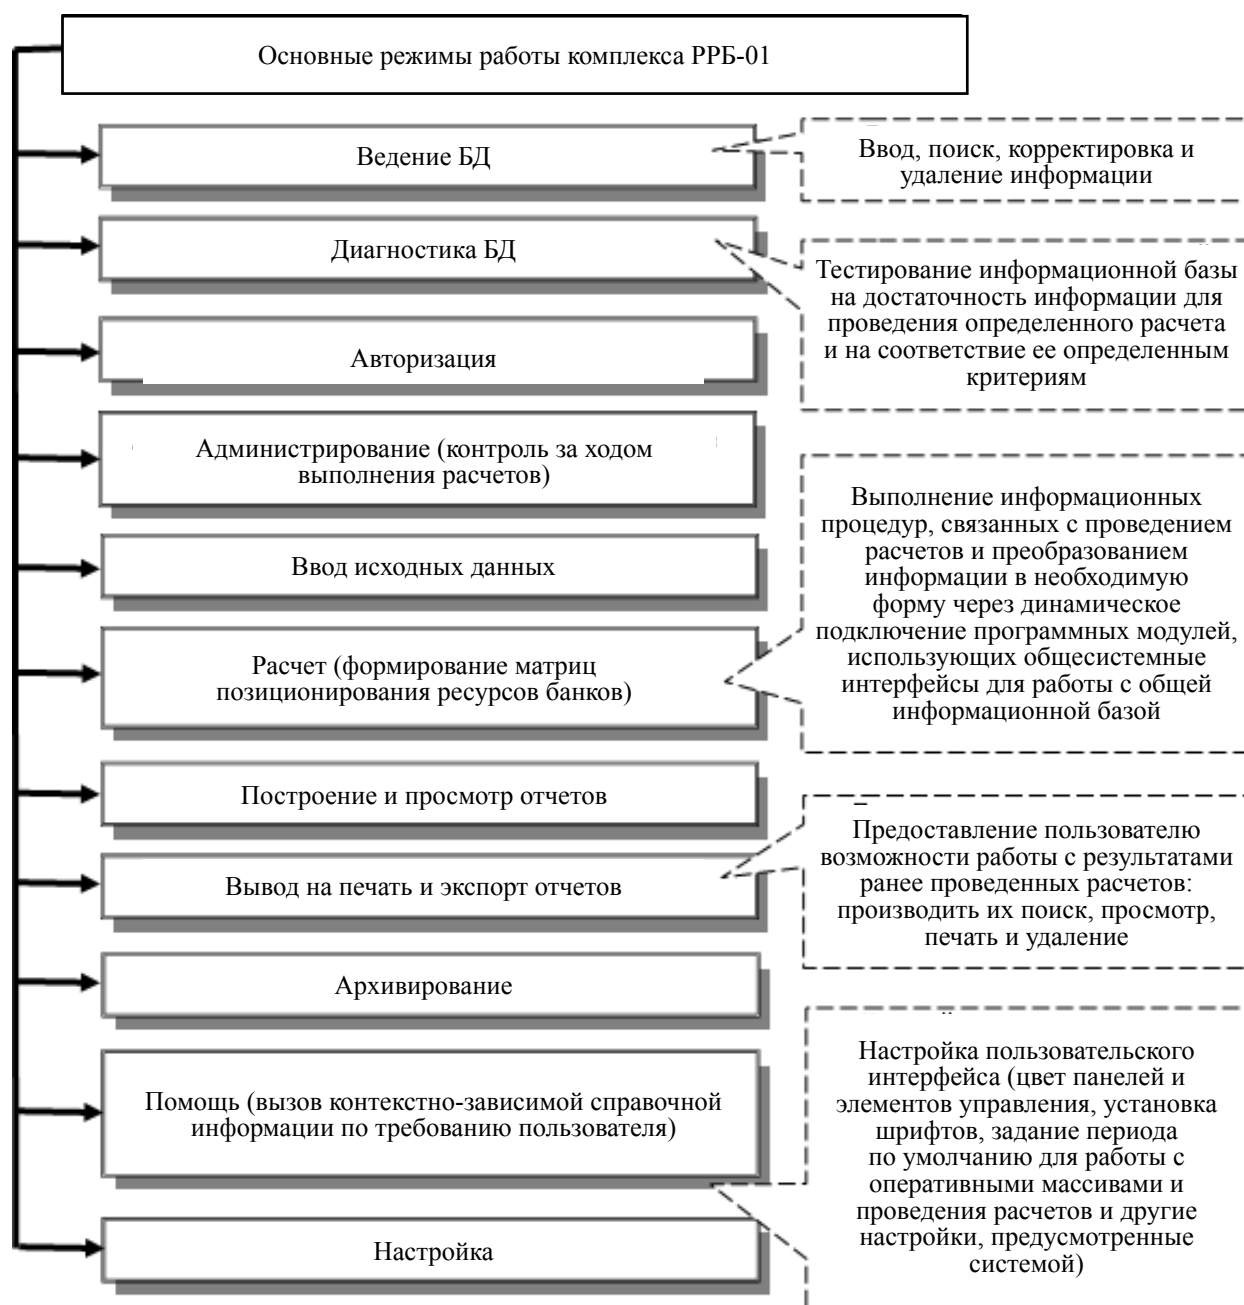 Основные режимы работы комплекса РРБ-01
Ведение БД
Ввод, поиск, корректировка и
удаление информации
Диагностика БД
Тестирование информационной базы
на достаточность информации для
проведения определенного расчета
и на соответствие ее определенным
критериям
Авторизация
Администрирование (контроль за ходом
выполнения расчетов)
Ввод исходных данных
Выполнение информационных
процедур, связанных с проведением
расчетов и преобразованием
информации в необходимую
форму через динамическое
подключение программных модулей,
использующих общесистемные
интерфейсы для работы с общей
информационной базой
Расчет (формирование матриц
позиционирования ресурсов банков)
Построение и просмотр отчетов
Вывод на печать и экспорт отчетов
Предоставление пользователю
возможности работы с результатами
ранее проведенных расчетов:
производить их поиск, просмотр,
печать и удаление
Архивирование
Помощь (вызов контекстно-зависимой справочной
информации по требованию пользователя)
Настройка пользовательского
интерфейса (цвет панелей и
элементов управления, установка
шрифтов, задание периода
по умолчанию для работы с
оперативными массивами и
проведения расчетов и другие
настройки, предусмотренные
системой)
Настройка